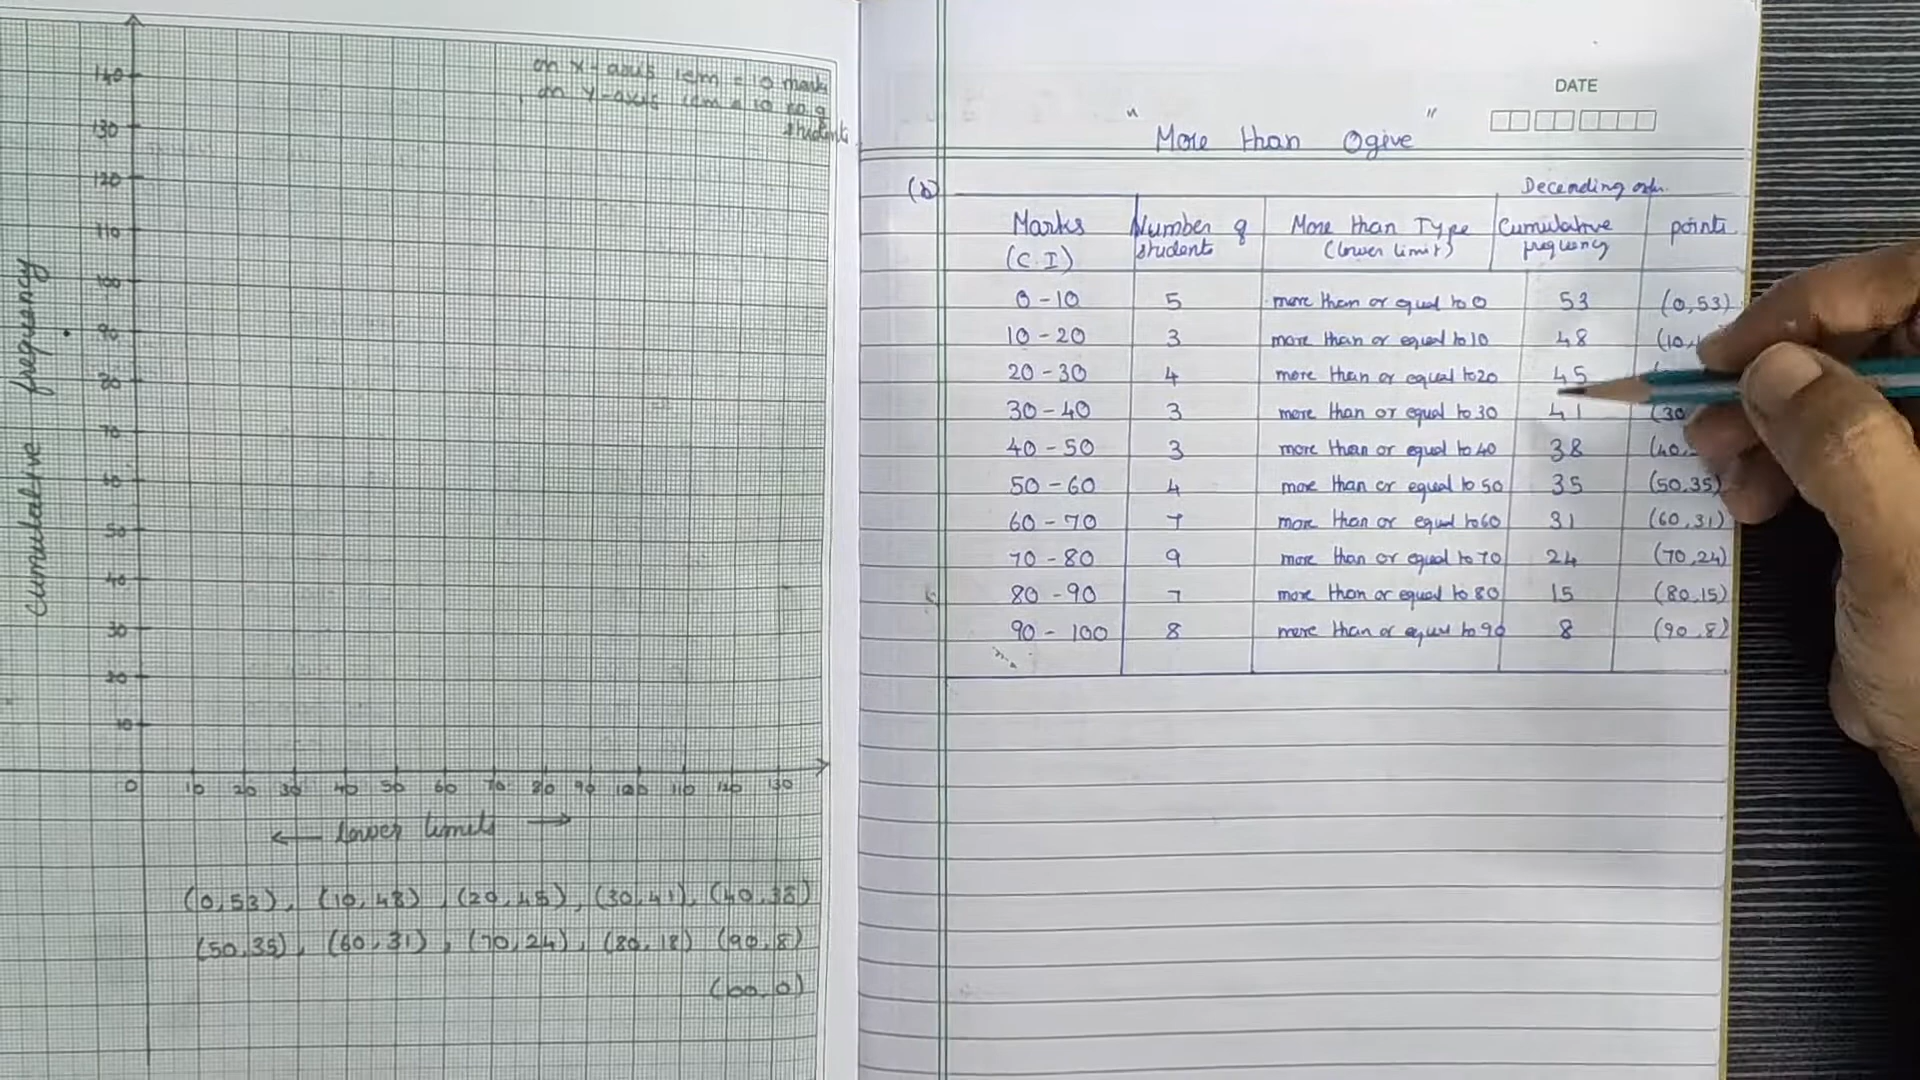 on x-axis 1cm = 10 marks
on y-axis 1cm = 10 no of
students
140
130
120
110
100
90
80
70
60
50
40
30
20
10
cumulative frequency
0 10 20 30 40 50 60 70 80 90 100 110 120 130
lower limits
(0,53), (10,48), (20,45), (30,41), (40,38)
(50,35), (60,31), (70,24), (80,18) (90,8)
(100,0)
DATE
" More than Ogive "
(b)
Decending
Marks (C.I) Number of students More than Type (lower limit) Cumulative frequency points
0-10 5 more than or equal to 0 53 (0,53)
10-20 3 more than or equal to 10 48 (10,
20-30 4 more than or equal to 20 45
30-40 3 more than or equal to 30 41 (30
40-50 3 more than or equal to 40 38 (40,
50-60 4 more than or equal to 50 35 (50,35)
60-70 7 more than or equal to 60 31 (60,31)
70-80 9 more than or equal to 70 24 (70,24)
80-90 7 more than or equal to 80 15 (80,15)
90-100 8 more than or equal to 90 8 (90,8)